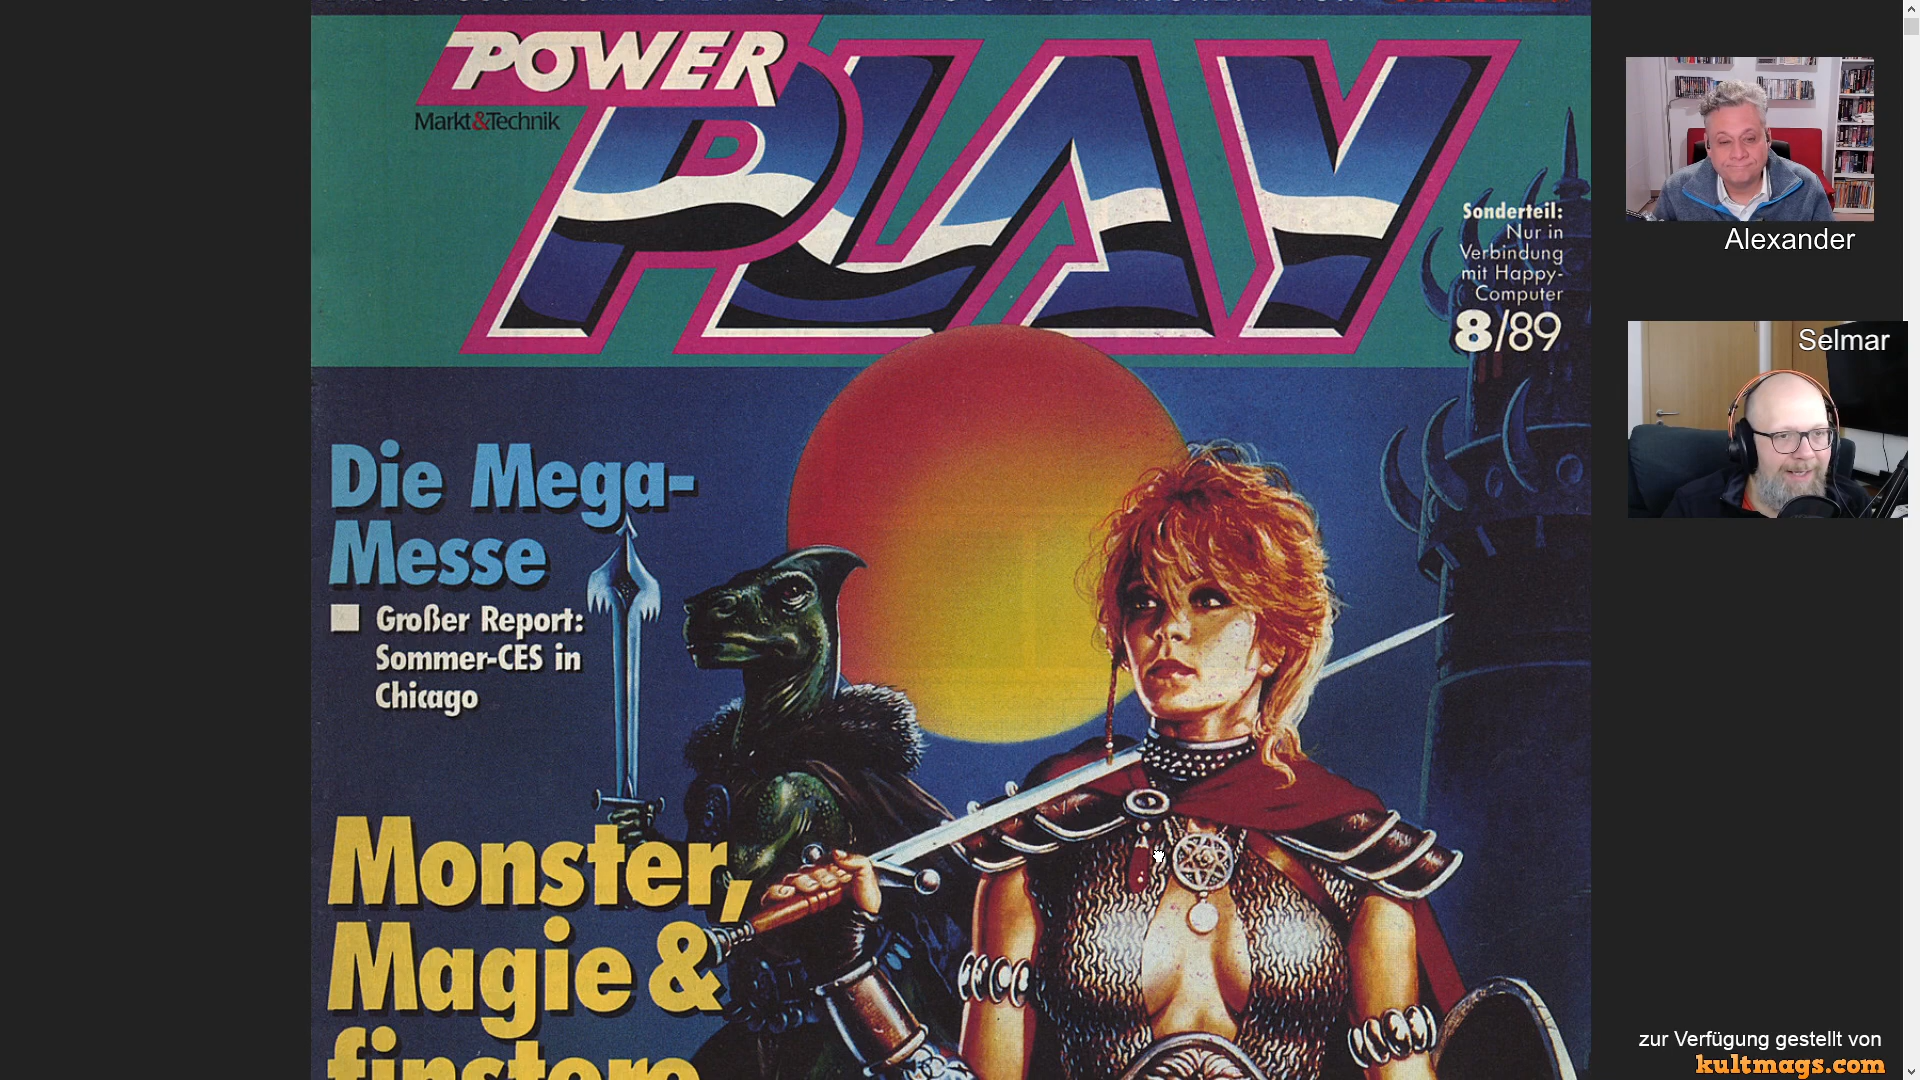 POWER
PLAY
Markt&Technik
Sonderteil:
Nur in
Verbindung
mit Happy-
Computer
8/89
Die Mega-
Messe
Großer Report:
Sommer-CES in
Chicago
Monster,
Magie &
finstere
Alexander
Selmar
zur Verfügung gestellt von
kultmags.com